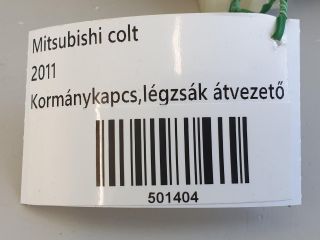 Mitsubishi colt
2011
Kormánykapcs,légzsák átvezető
501404